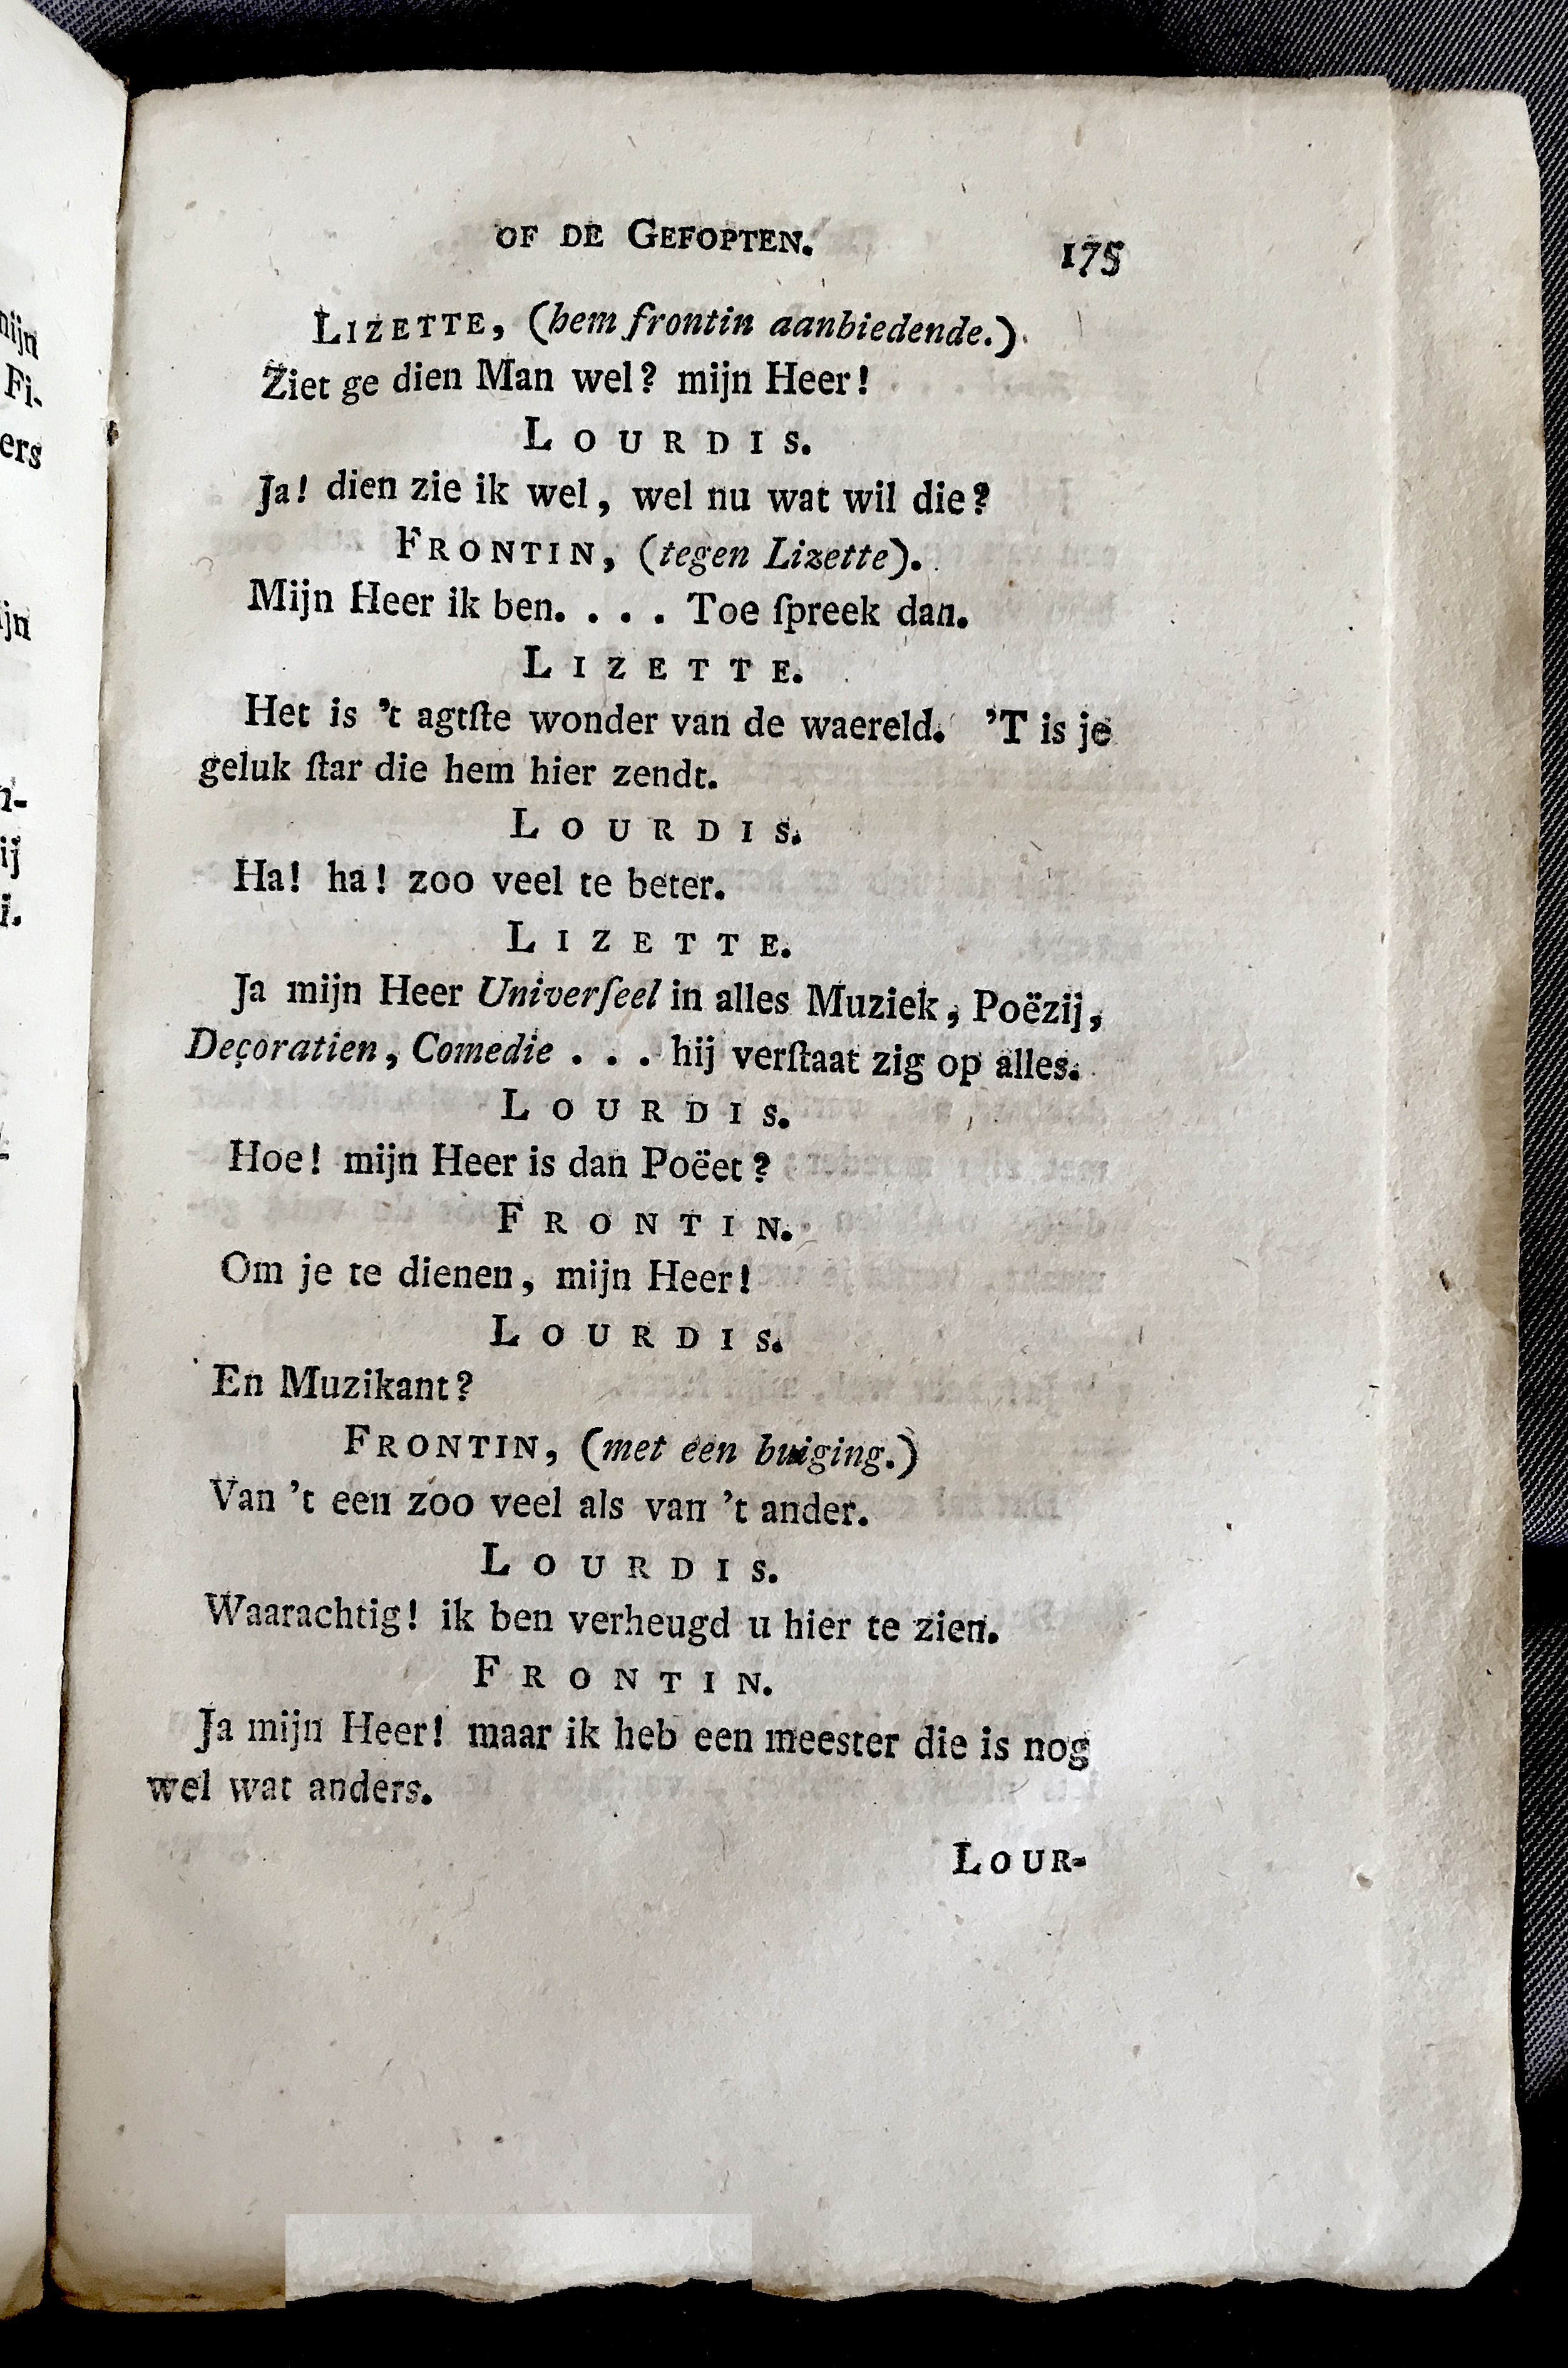 OF DE GEFOPTEN. 175
LIZETTE, (hem frontin aanbiedende.)
Ziet ge dien Man wel? mijn Heer!
LOURDIS.
Ja! dien zie ik wel, wel nu wat wil die?
FRONTIN, (tegen Lizette).
Mijn Heer ik ben. . . . Toe ſpreek dan.
LIZETTE.
Het is 't agtſte wonder van de waereld. 'T is je
geluk ſtar die hem hier zendt.
LOURDIS.
Ha! ha! zoo veel te beter.
LIZETTE.
Ja mijn Heer Univerſeel in alles Muziek, Poëzij,
Decoratien, Comedie . . . hij verſtaat zig op alles.
LOURDIS.
Hoe! mijn Heer is dan Poëet?
FRONTIN.
Om je te dienen, mijn Heer!
LOURDIS.
En Muzikant?
FRONTIN, (met een buiging.)
Van 't een zoo veel als van 't ander.
LOURDIS.
Waarachtig! ik ben verheugd u hier te zien.
FRONTIN.
Ja mijn Heer! maar ik heb een meester die is nog
wel wat anders.
LOUR-